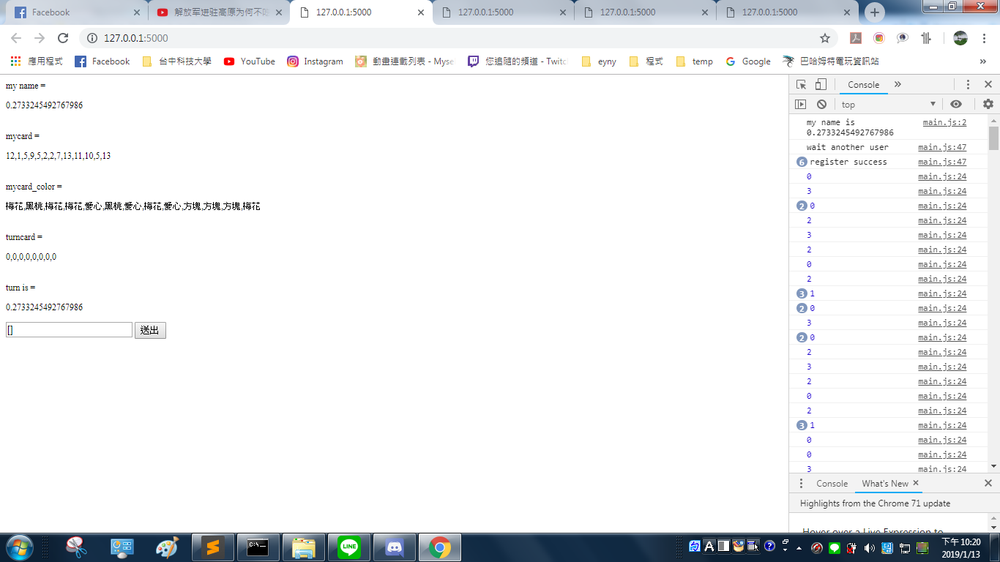 Facebook
解放军进驻高原为何不吃
127.0.0.1:5000
127.0.0.1:5000
127.0.0.1:5000
127.0.0.1:5000
127.0.0.1:5000
應用程式 Facebook 台中科技大學 YouTube Instagram 動畫連載列表 - Myse 您追隨的頻道 - Twitc eyny 程式 temp Google 巴哈姆特電玩資訊站 »
my name =
0.2733245492767986
mycard =
12,1,5,9,5,2,2,7,13,11,10,5,13
mycard_color =
梅花,黑桃,梅花,梅花,愛心,黑桃,愛心,梅花,愛心,方塊,方塊,方塊,梅花
turncard =
0,0,0,0,0,0,0,0
turn is =
0.2733245492767986
[] 送出
Console »
top
my name is main.js:2
0.2733245492767986
wait another user main.js:47
6 register success main.js:47
0 main.js:24
3 main.js:24
2 0 main.js:24
2 main.js:24
3 main.js:24
2 main.js:24
0 main.js:24
2 main.js:24
3 1 main.js:24
2 0 main.js:24
3 main.js:24
2 0 main.js:24
2 main.js:24
3 main.js:24
2 main.js:24
0 main.js:24
2 main.js:24
3 1 main.js:24
0 main.js:24
0 main.js:24
3 main.js:24
Console What's New
Highlights from the Chrome 71 update
Hover over a Live Expression to
LINE
C:\-
A
下午 10:20
2019/1/13